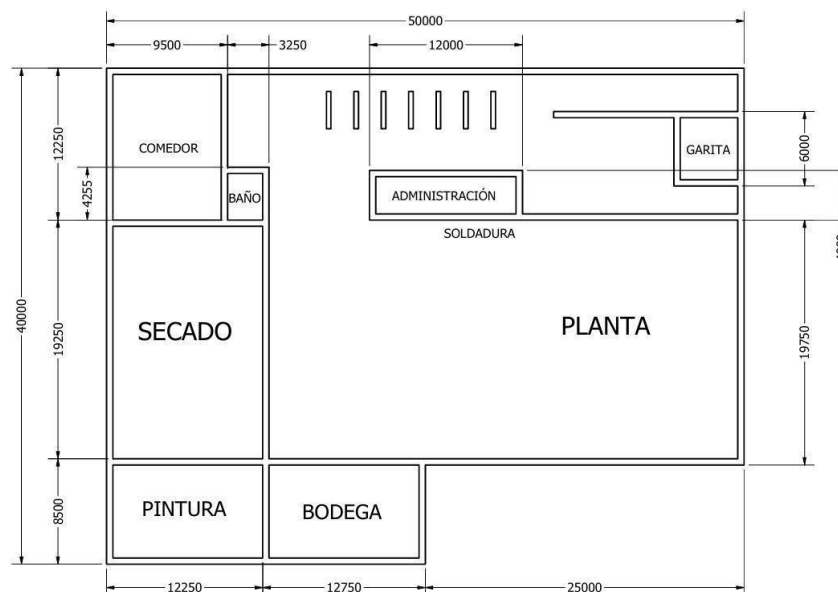 50000
9500
3250
12000
12250
4255
COMEDOR
BAÑO
ADMINISTRACIÓN
GARITA
6000
SOLDADURA
40000
19250
SECADO
PLANTA
19750
8500
PINTURA
BODEGA
12250
12750
25000